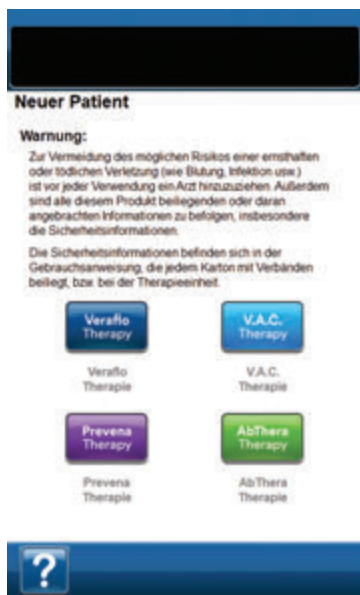 Neuer Patient
Warnung:
Zur Vermeidung des möglichen Risikos einer ernsthaften
oder tödlichen Verletzung (wie Blutung, Infektion usw.)
ist vor jeder Verwendung ein Arzt hinzuzuziehen. Außerdem
sind alle diesem Produkt beiliegenden oder daran
angebrachten Informationen zu befolgen, insbesondere
die Sicherheitsinformationen.
Die Sicherheitsinformationen befinden sich in der
Gebrauchsanweisung, die jedem Karton mit Verbänden
beiliegt, bzw. bei der Therapieeinheit.
Veraflo
Therapy
V.A.C.
Therapy
Veraflo
Therapie
V.A.C.
Therapie
Prevena
Therapy
AbThera
Therapy
Prevena
Therapie
AbThera
Therapie
?